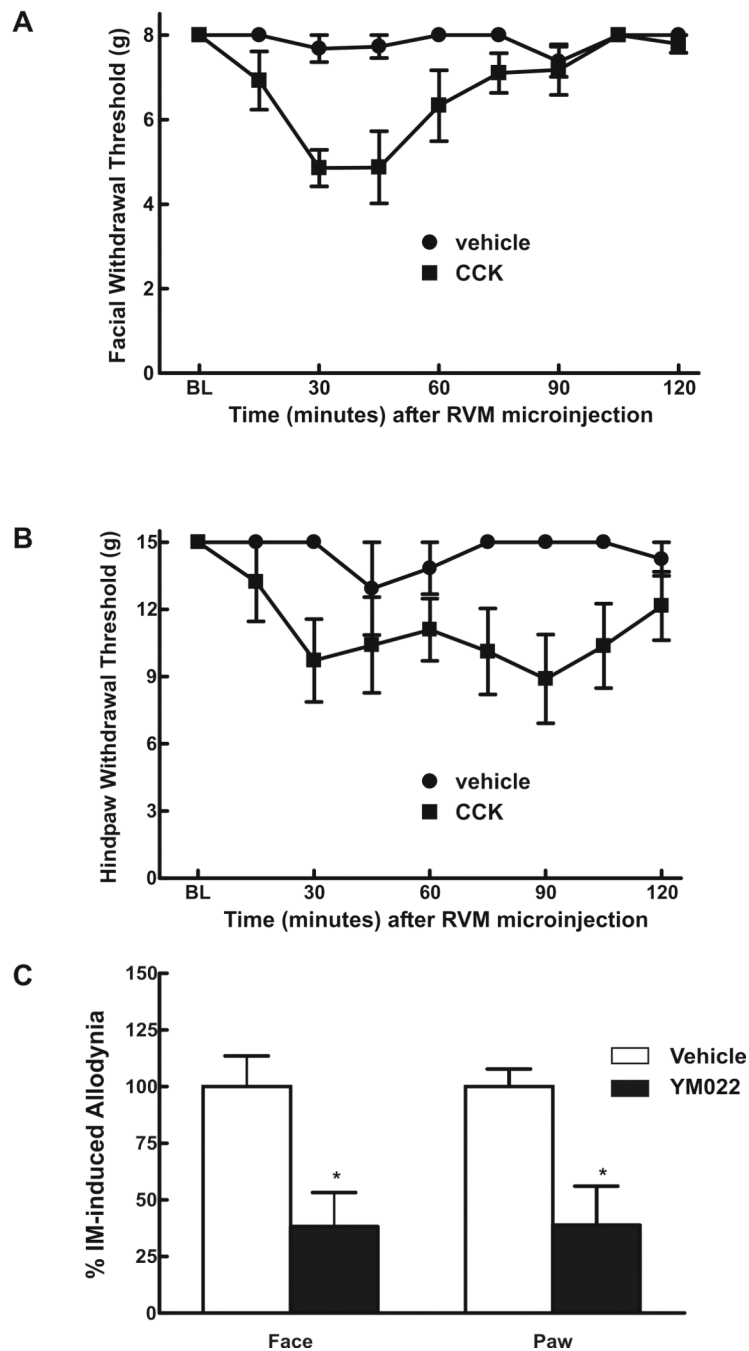 A
Facial Withdrawal Threshold (g)
8
6
4
2
0
vehicle
CCK
BL 30 60 90 120
Time (minutes) after RVM microinjection
B
Hindpaw Withdrawal Threshold (g)
15
12
9
6
3
0
vehicle
CCK
BL 30 60 90 120
Time (minutes) after RVM microinjection
C
% IM-induced Allodynia
150
125
100
75
50
25
0
Vehicle
YM022
* *
Face Paw